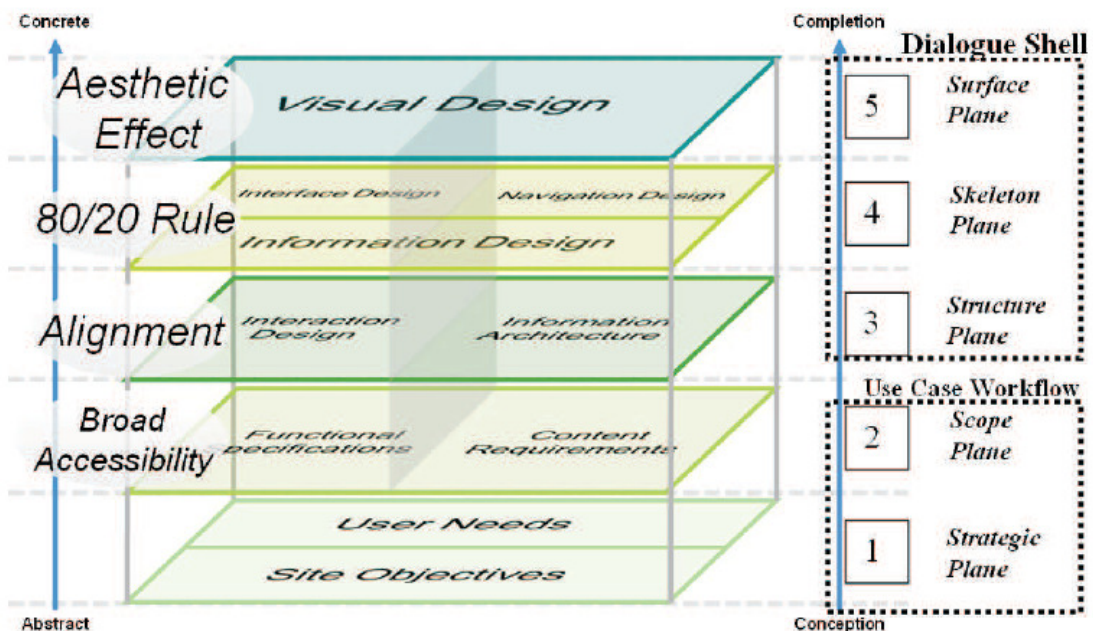 Concrete
Completion
Dialogue Shell
Aesthetic
Effect
Visual Design
5
Surface
Plane
80/20 Rule
Interface Design
Navigation Design
Information Design
4
Skeleton
Plane
Alignment
Interaction
Design
Information
Architecture
3
Structure
Plane
Use Case Workflow
Broad
Accessibility
Functional
Specifications
Content
Requirements
2
Scope
Plane
User Needs
Site Objectives
1
Strategic
Plane
Abstract
Conception